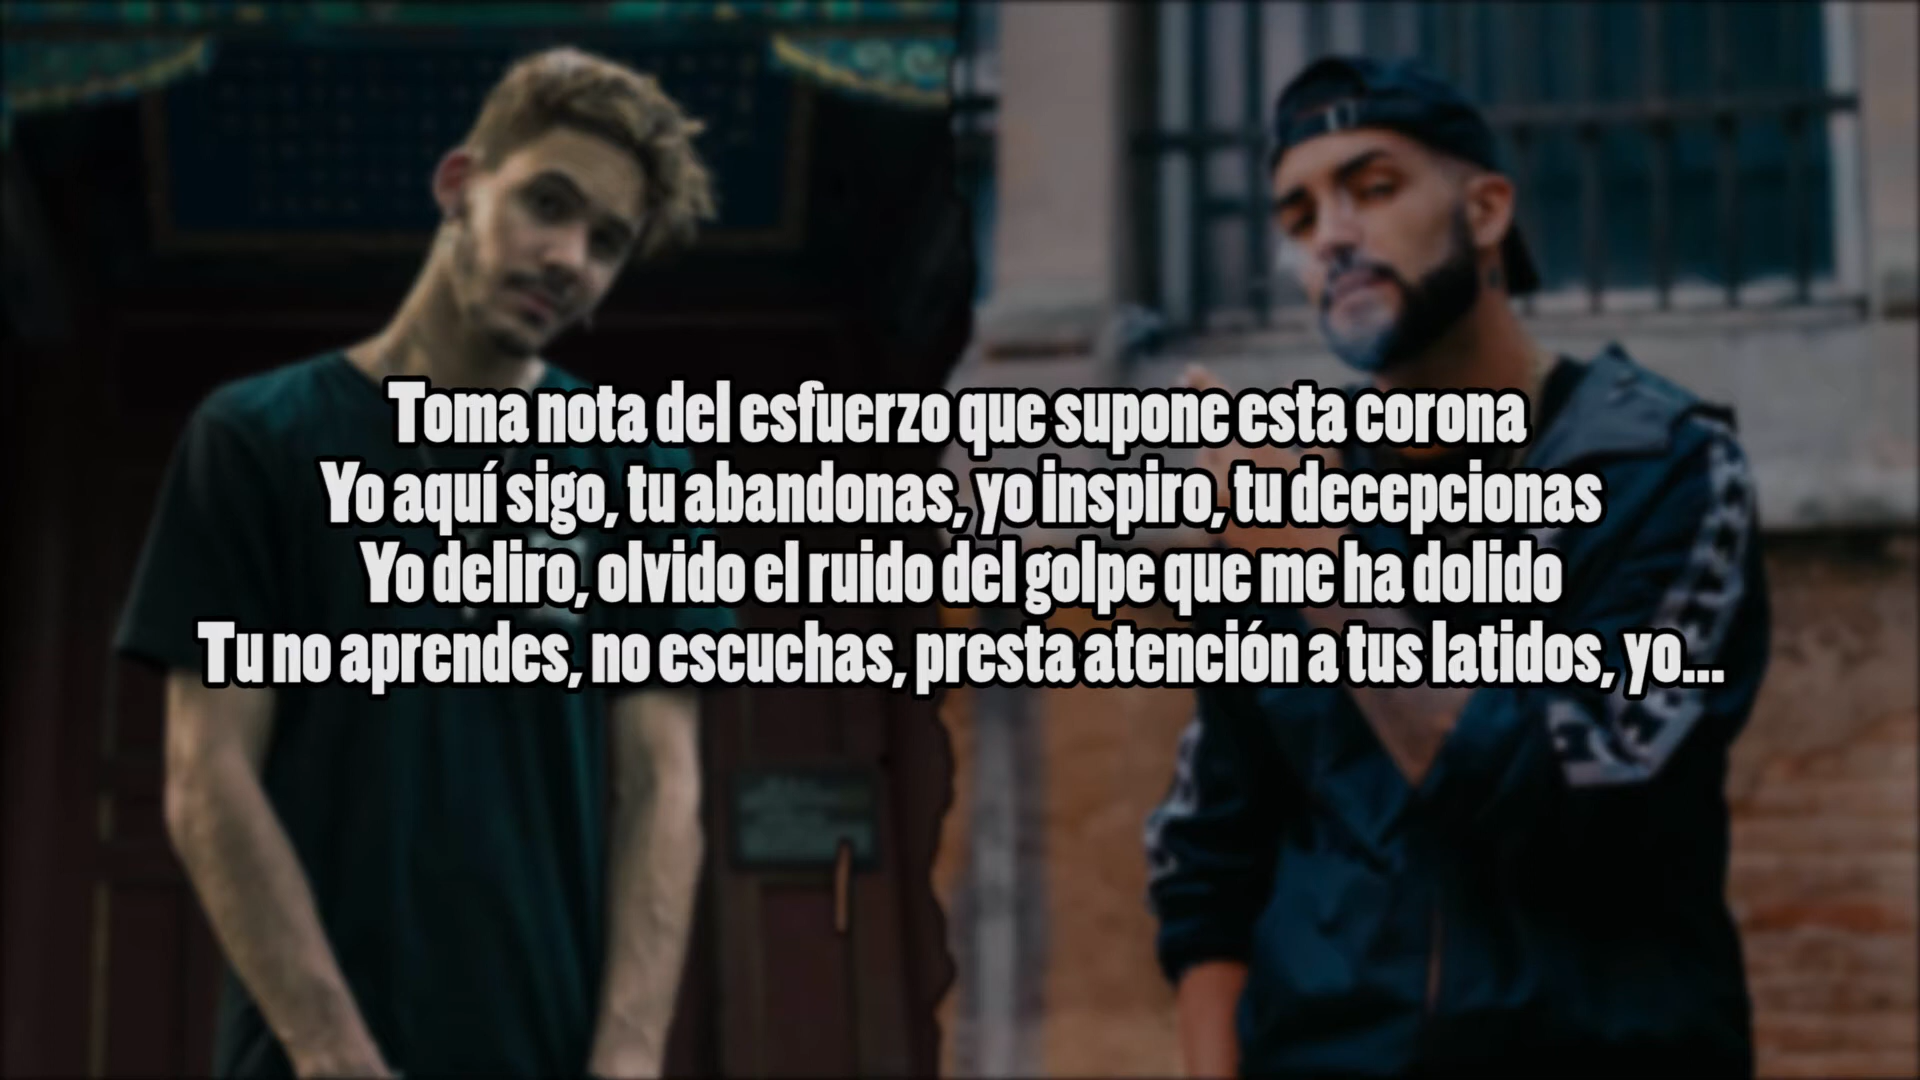 Toma nota del esfuerzo que supone esta corona
Yo aquí sigo, tu abandonas, yo inspiro, tu decepcionas
Yo deliro, olvido el ruido del golpe que me ha dolido
Tu no aprendes, no escuchas, presta atención a tus latidos, yo...